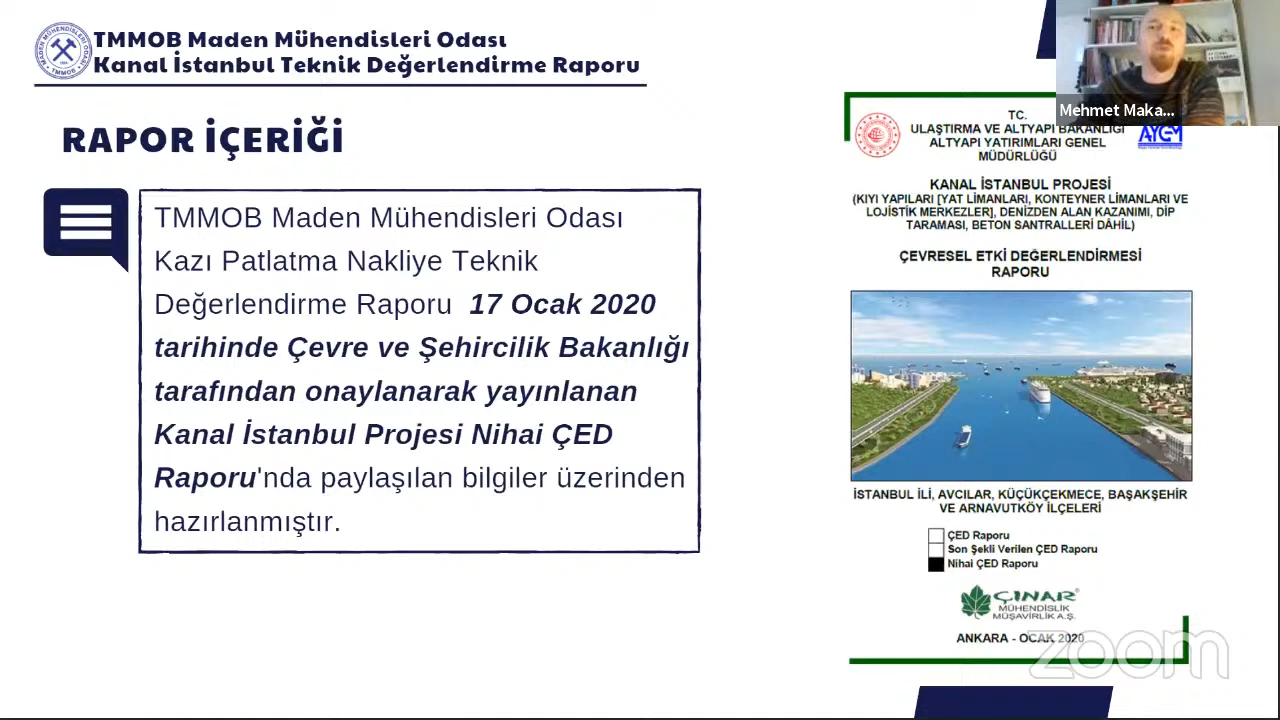 TMMOB Maden Mühendisleri Odası
Kanal İstanbul Teknik Değerlendirme Raporu
RAPOR İÇERİĞİ
TMMOB Maden Mühendisleri Odası
Kazı Patlatma Nakliye Teknik
Değerlendirme Raporu 17 Ocak 2020
tarihinde Çevre ve Şehircilik Bakanlığı
tarafından onaylanarak yayınlanan
Kanal İstanbul Projesi Nihai ÇED
Raporu'nda paylaşılan bilgiler üzerinden
hazırlanmıştır.
Mehmet Maka...
TC.
ULAŞTIRMA VE ALTYAPI BAKANLIĞI
ALTYAPI YATIRIMLARI GENEL
MÜDÜRLÜĞÜ
AYGM
KANAL İSTANBUL PROJESİ
(KIYI YAPILARI [YAT LİMANLARI, KONTEYNER LİMANLARI VE
LOJİSTİK MERKEZLER], DENİZDEN ALAN KAZANIMI, DİP
TARAMASI, BETON SANTRALLERİ DÂHİL)
ÇEVRESEL ETKİ DEĞERLENDİRMESİ
RAPORU
İSTANBUL İLİ, AVCILAR, KÜÇÜKÇEKMECE, BAŞAKŞEHİR
VE ARNAVUTKÖY İLÇELERİ
ÇED Raporu
Son Şekli Verilen ÇED Raporu
Nihai ÇED Raporu
ÇINAR
MÜHENDİSLİK
MÜŞAVİRLİK A.Ş.
ANKARA - OCAK 2020
zoom